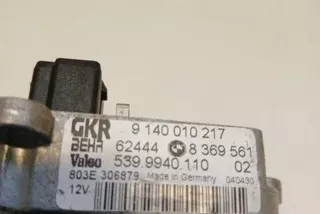 GKR 9 140 010 217
BEHR 62444 8 369 561
Valeo 539.9940.110 02
803E 306879 Made in Germany 040430
12V